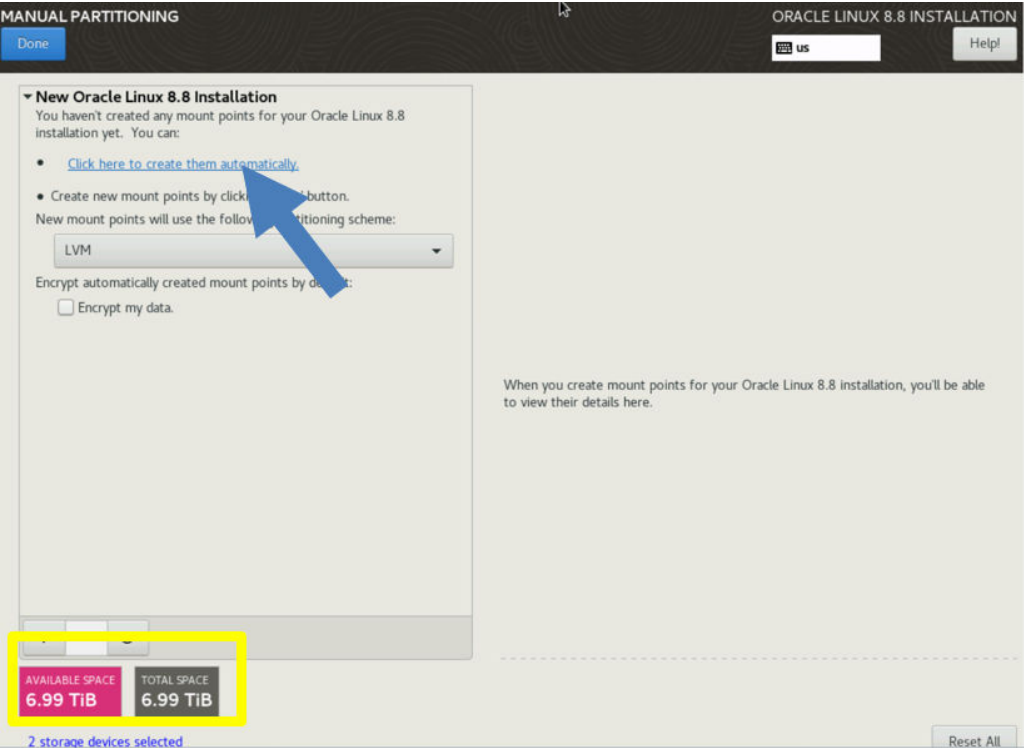 MANUAL PARTITIONING
ORACLE LINUX 8.8 INSTALLATION
Done
us
Help!
New Oracle Linux 8.8 Installation
You haven't created any mount points for your Oracle Linux 8.8
installation yet. You can:
Click here to create them automatically.
Create new mount points by button.
New mount points will use the scheme:
LVM
Encrypt automatically created mount points by
Encrypt my data.
When you create mount points for your Oracle Linux 8.8 installation, you'll be able
to view their details here.
AVAILABLE SPACE
6.99 TiB
TOTAL SPACE
6.99 TiB
2 storage devices selected
Reset All